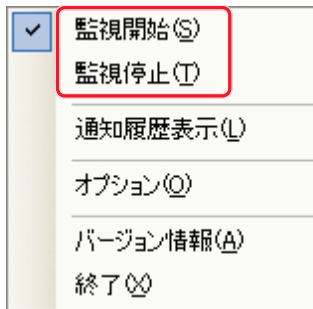 監視開始(S)
監視停止(T)
通知履歴表示(L)
オプション(O)
バージョン情報(A)
終了(X)